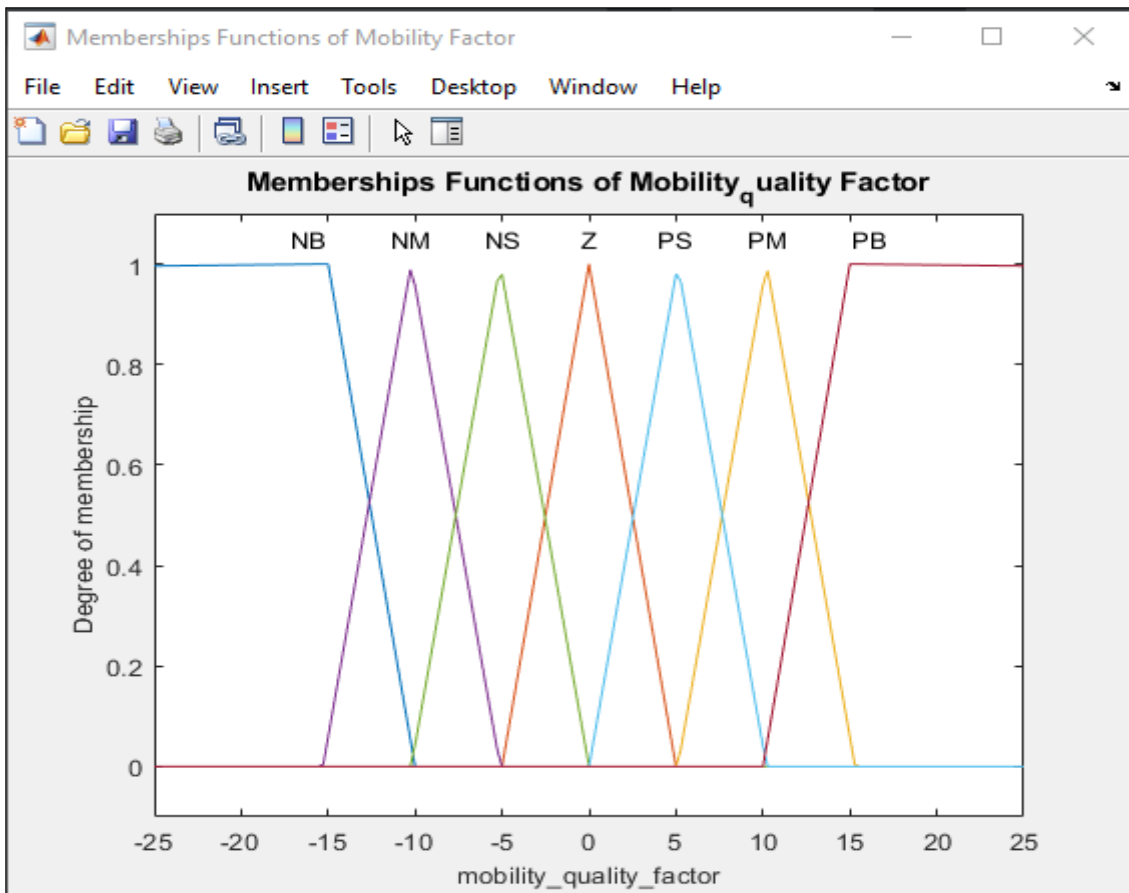 Memberships Functions of Mobility Factor
File Edit View Insert Tools Desktop Window Help
Memberships Functions of Mobility_quality Factor
NB NM NS Z PS PM PB
1
0.8
0.6
0.4
0.2
0
Degree of membership
-25 -20 -15 -10 -5 0 5 10 15 20 25
mobility_quality_factor